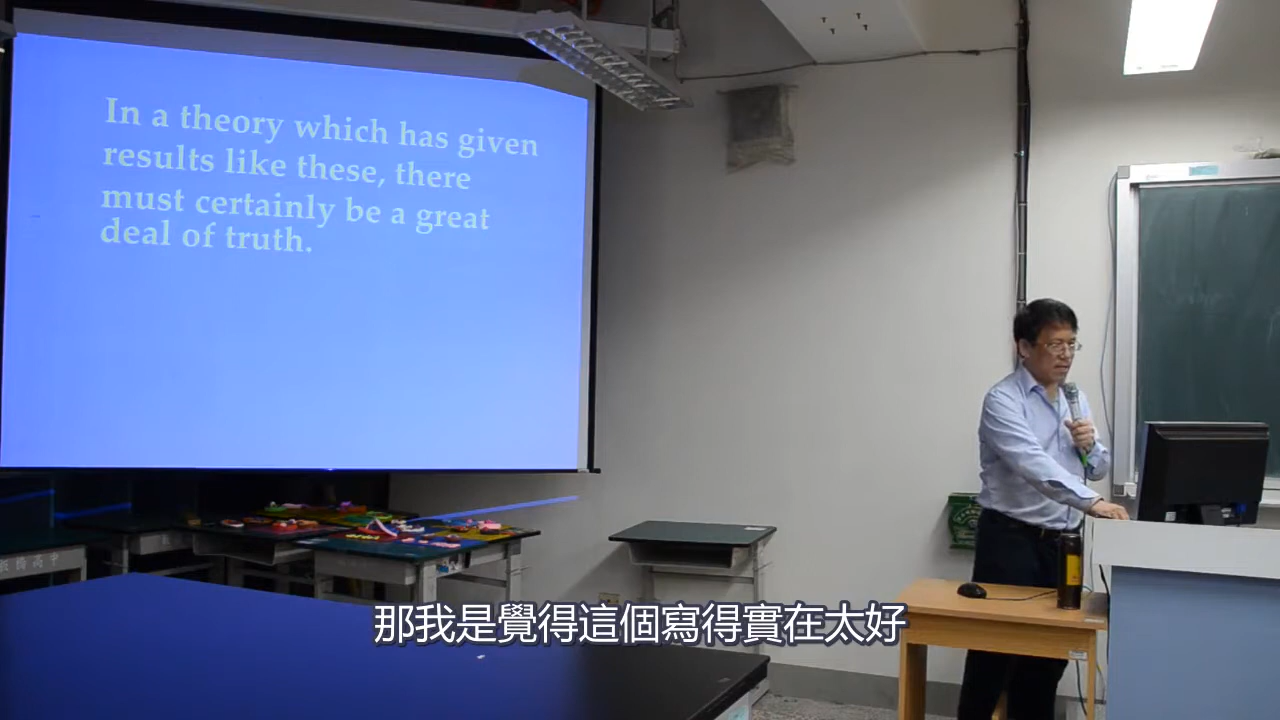 In a theory which has given
results like these, there
must certainly be a great
deal of truth.
那我是覺得這個寫得實在太好